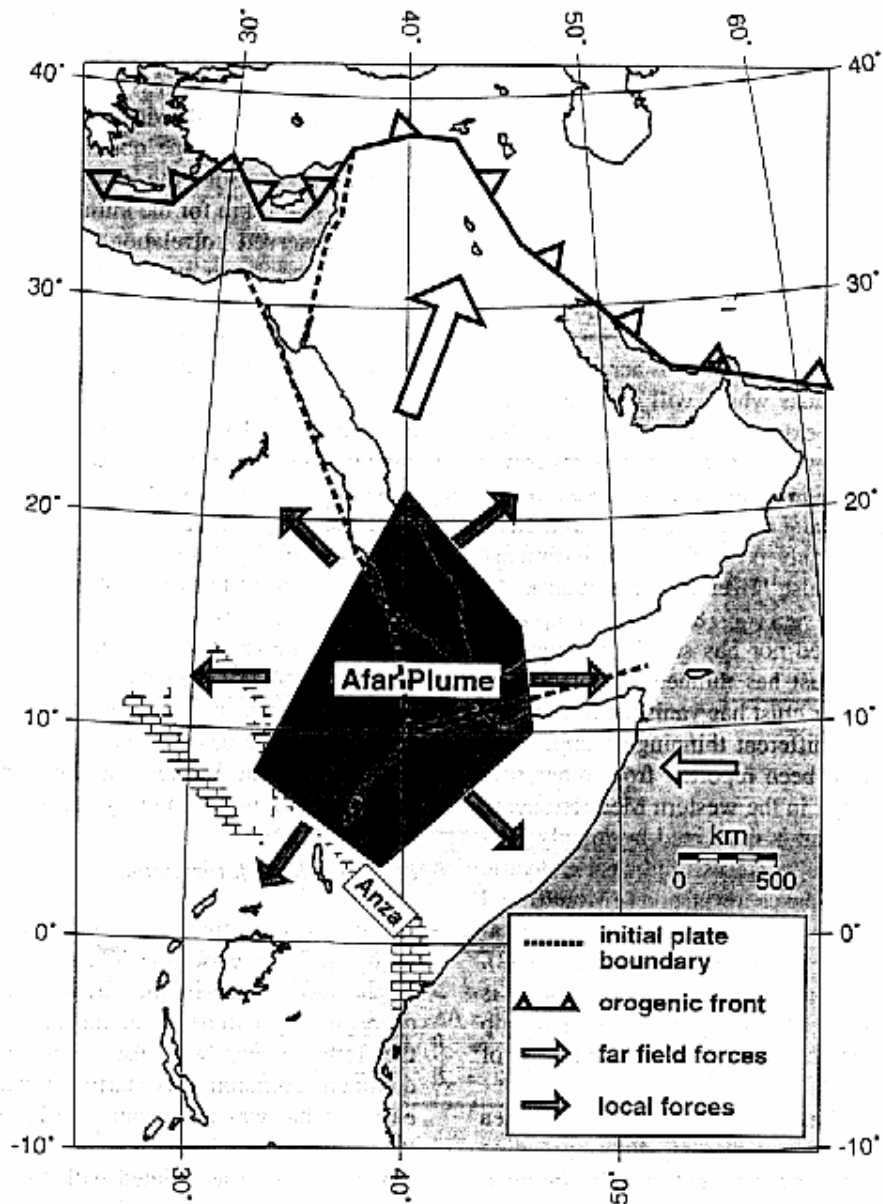 30° 40° 50° 60°
40° 40°
30° 30°
20° 20°
Afar Plume
10° 10°
km
0 500
Anza
0° 0°
initial plate
boundary
orogenic front
far field forces
local forces
-10° -10°
30° 40° 50°